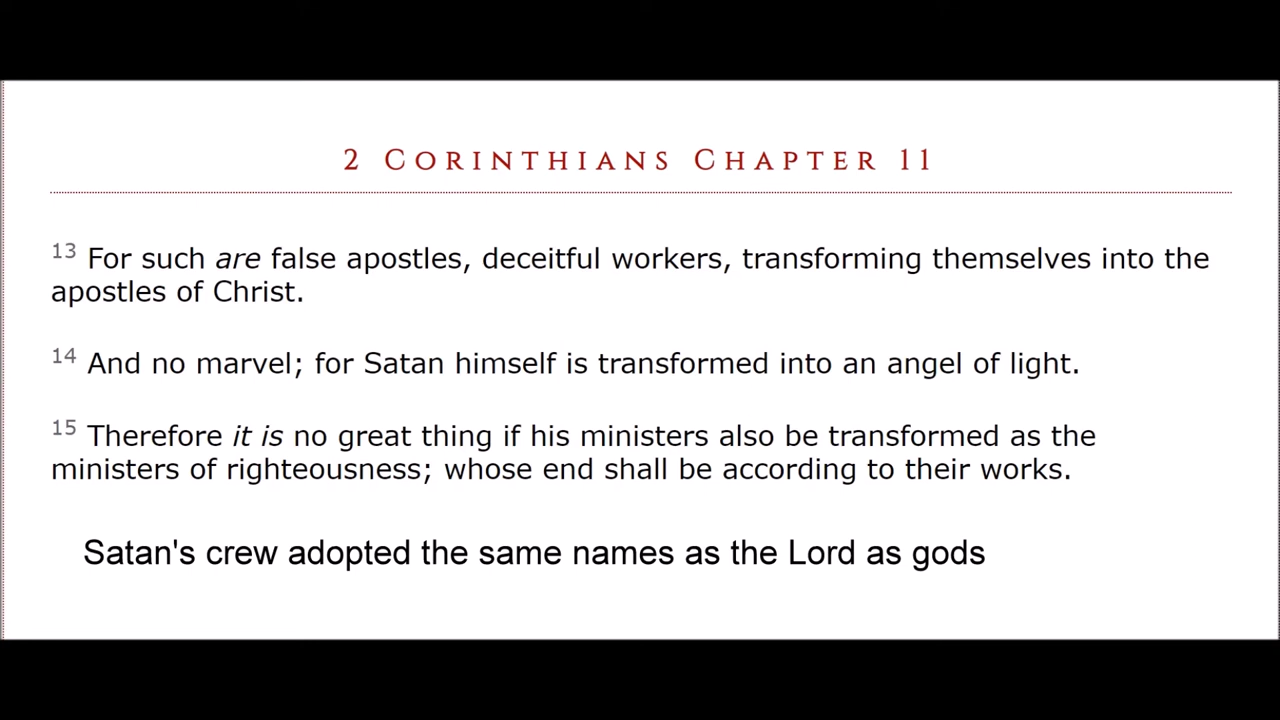 2 Corinthians Chapter 11
13 For such are false apostles, deceitful workers, transforming themselves into the
apostles of Christ.
14 And no marvel; for Satan himself is transformed into an angel of light.
15 Therefore it is no great thing if his ministers also be transformed as the
ministers of righteousness; whose end shall be according to their works.
Satan's crew adopted the same names as the Lord as gods